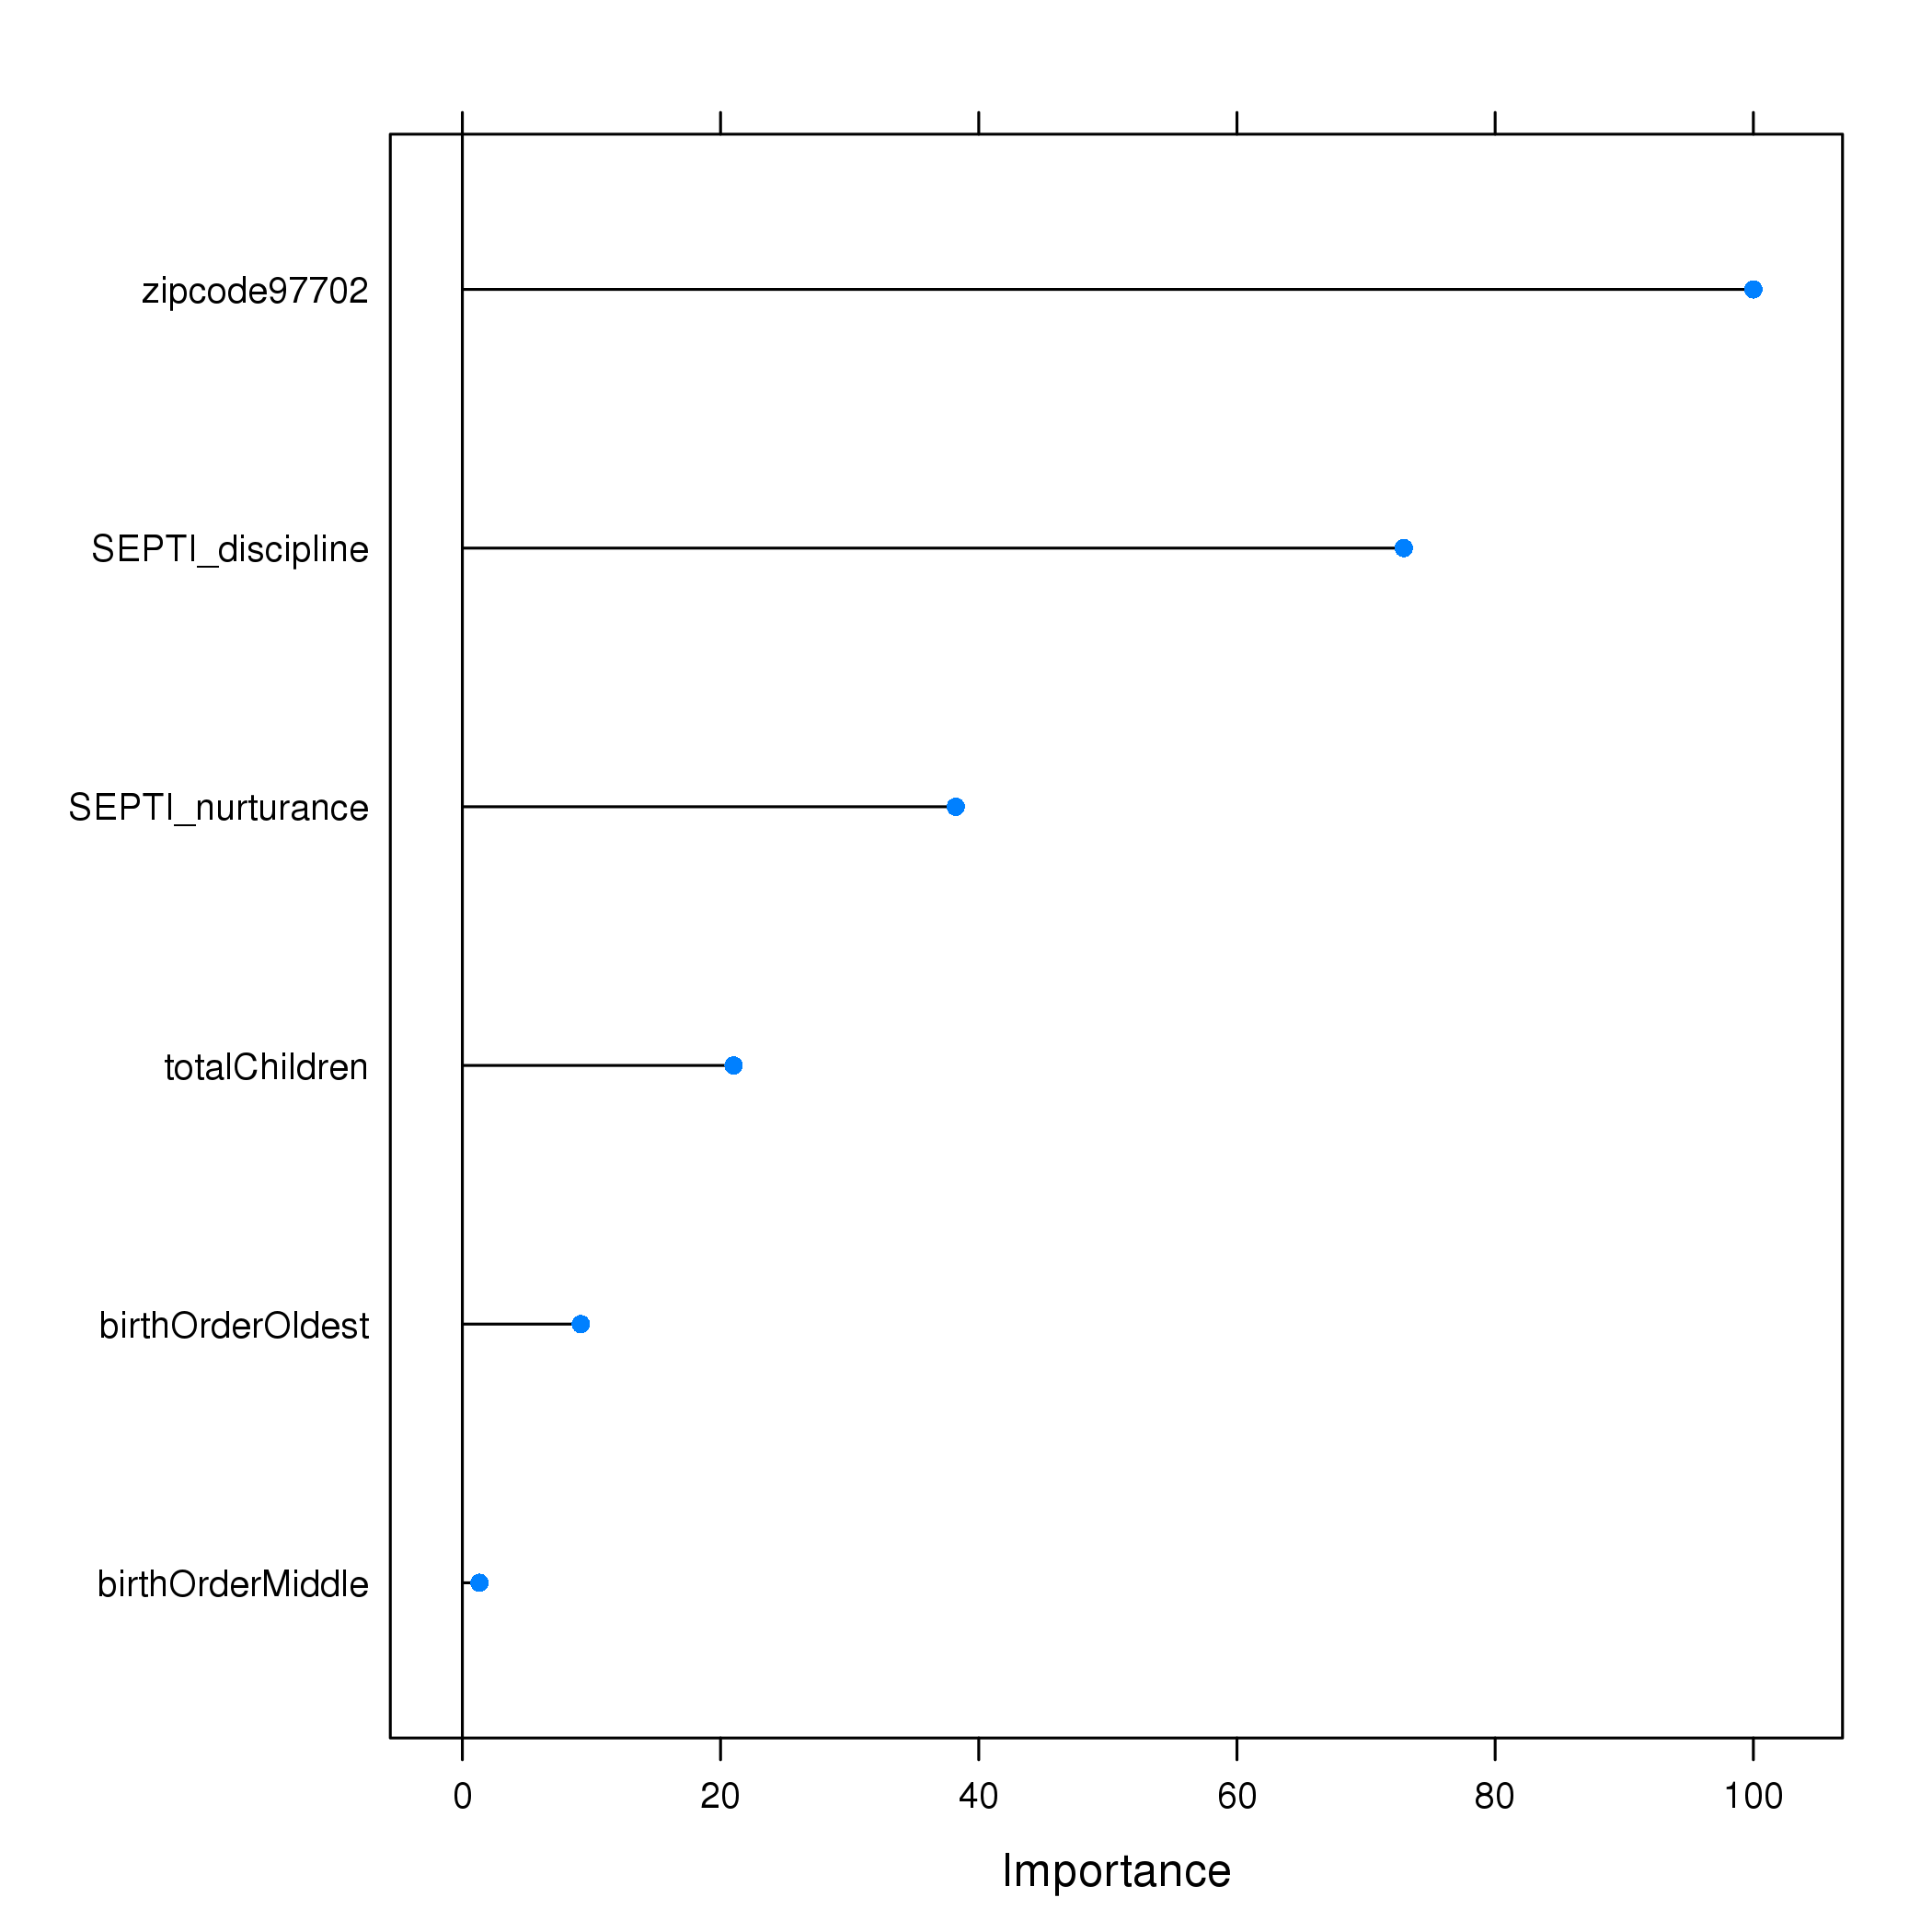 zipcode97702
SEPTI_discipline
SEPTI_nurturance
totalChildren
birthOrderOldest
birthOrderMiddle
0 20 40 60 80 100
Importance